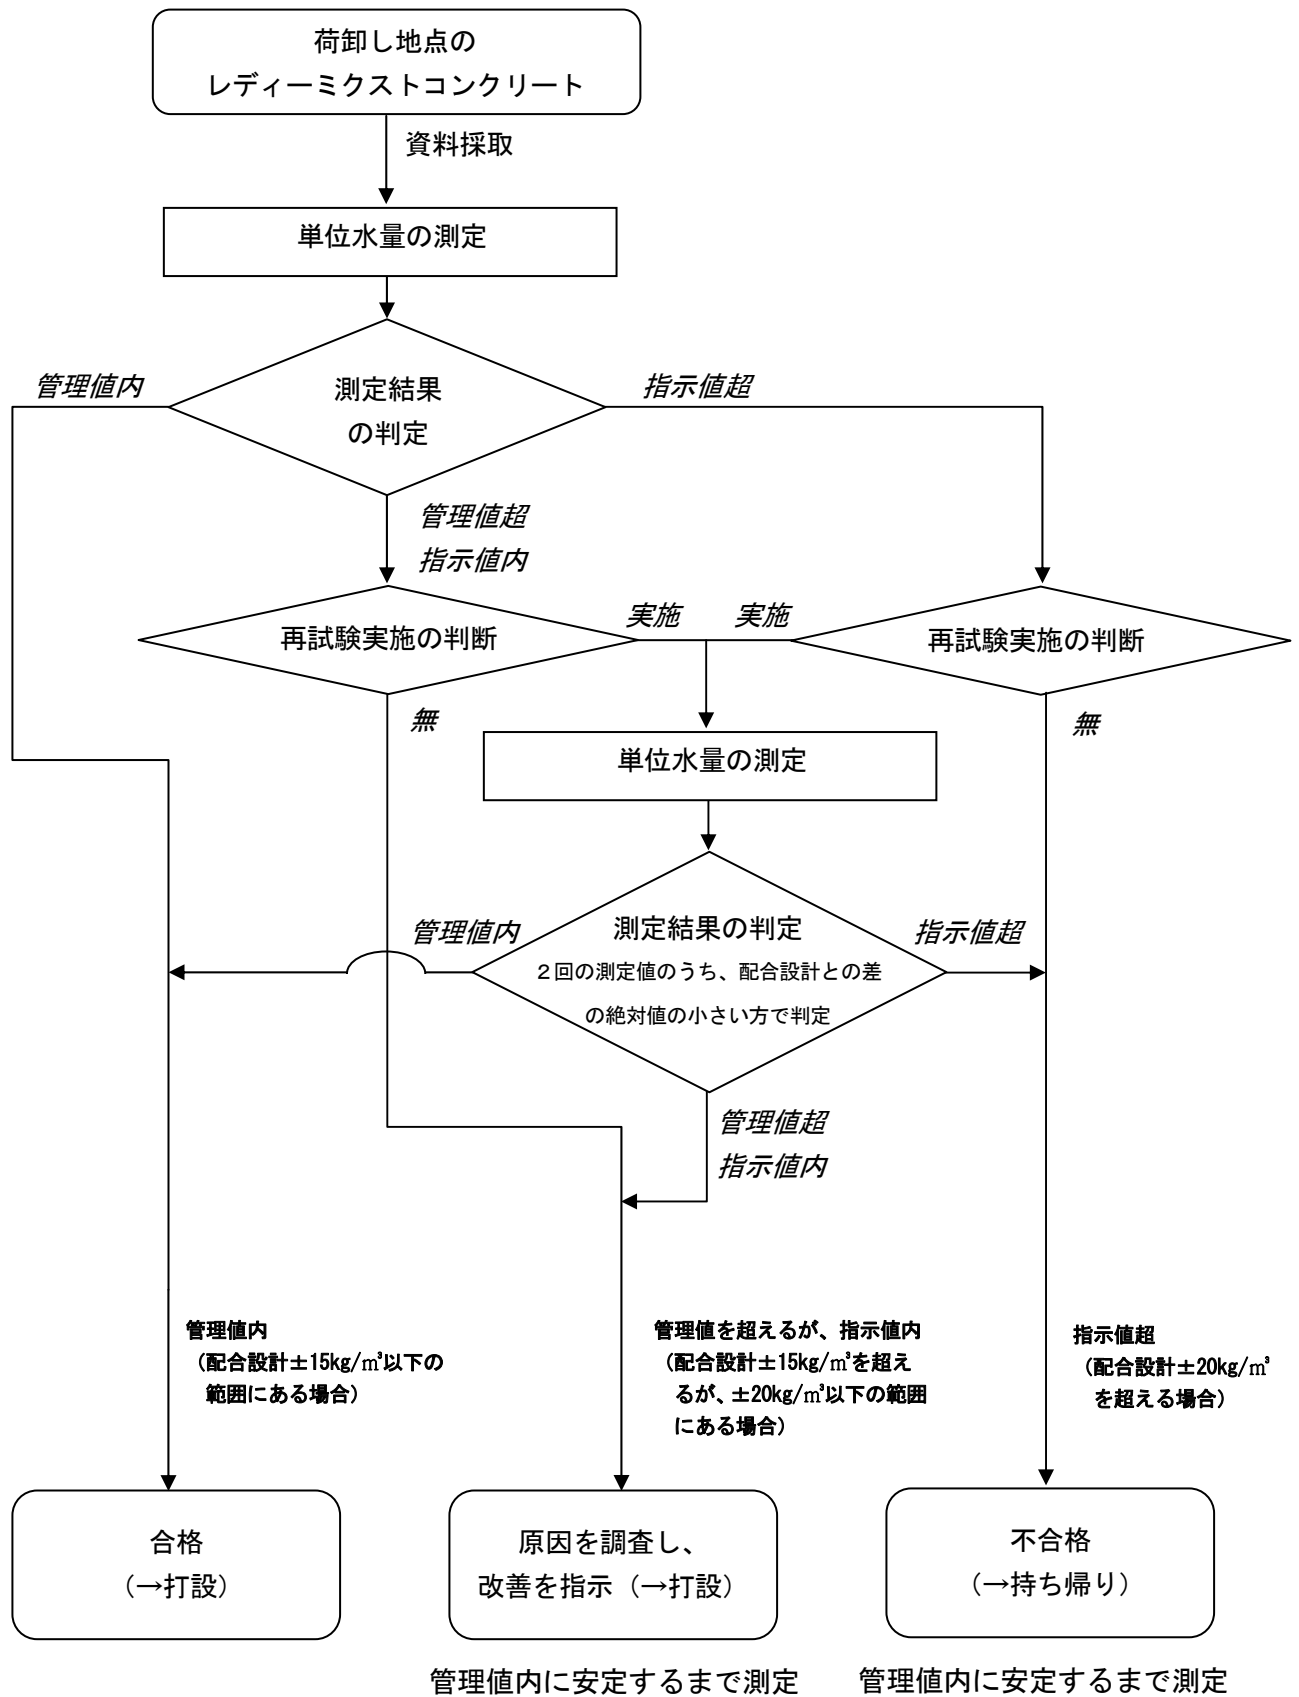 荷卸し地点の
レディーミクストコンクリート
資料採取
単位水量の測定
測定結果
の判定
管理値内
指示値超
管理値超
指示値内
再試験実施の判断
実施
実施
再試験実施の判断
無
無
単位水量の測定
測定結果の判定
2回の測定値のうち、配合設計との差
の絶対値の小さい方で判定
管理値内
指示値超
管理値超
指示値内
管理値内
(配合設計±15kg/㎥以下の
範囲にある場合)
管理値を超えるが、指示値内
(配合設計±15kg/㎥を超え
るが、±20kg/㎥以下の範囲
にある場合)
指示値超
(配合設計±20kg/㎥
を超える場合)
合格
(→打設)
原因を調査し、
改善を指示(→打設)
不合格
(→持ち帰り)
管理値内に安定するまで測定
管理値内に安定するまで測定